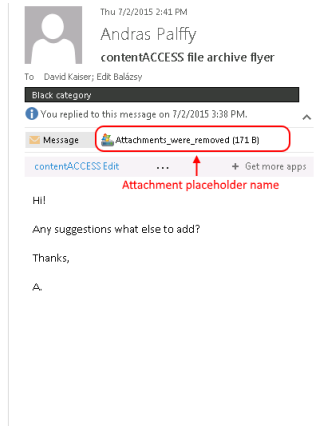 Thu 7/2/2015 2:41 PM
Andras Palffy
contentACCESS file archive flyer
To David Kaiser; Edit Balázsy
Black category
You replied to this message on 7/2/2015 3:38 PM.
Message Attachments_were_removed (171 B)
contentACCESS Edit ... + Get more apps
Attachment placeholder name
Hi!
Any suggestions what else to add?
Thanks,
A.